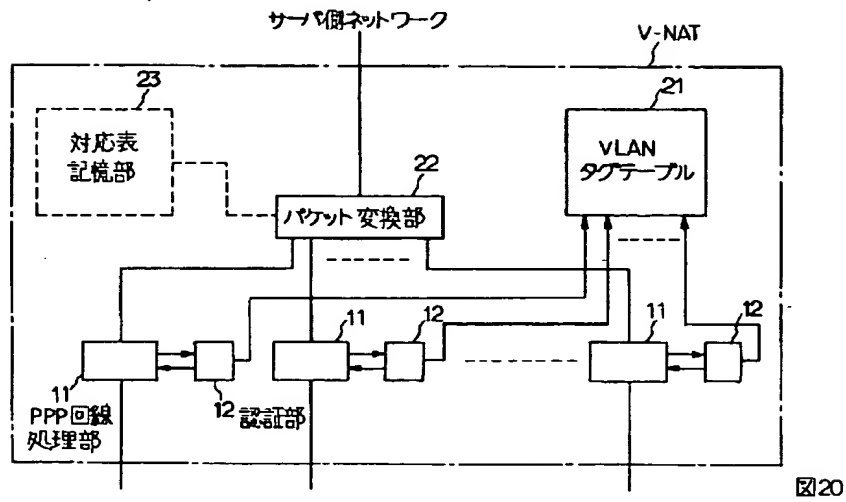 サーバ側ネットワーク
V-NAT
23
対応表
記憶部
21
VLAN
タグテーブル
22
パケット変換部
11
12
11
12
11
12
PPP回線
処理部
認証部
図20